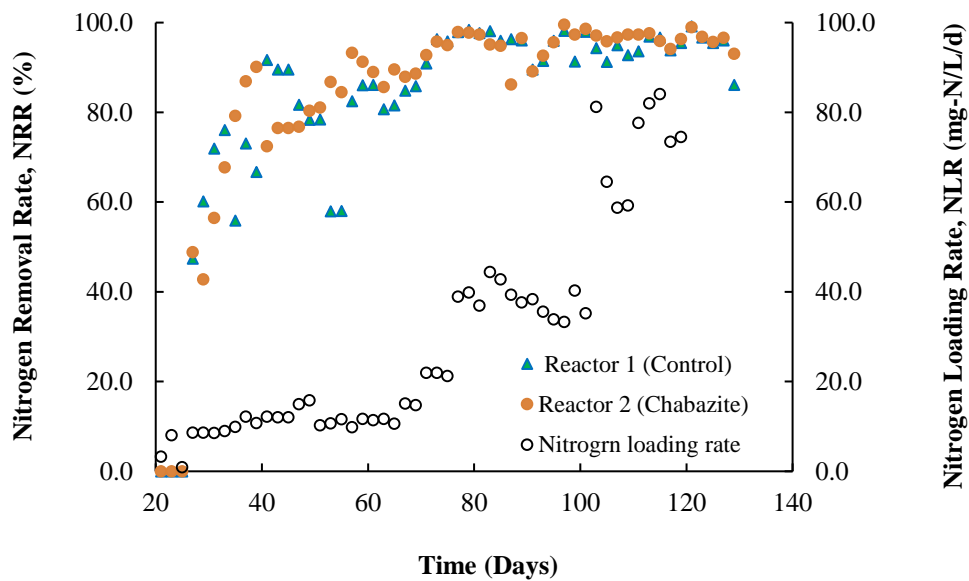 Nitrogen Removal Rate, NRR (%)
100.0
80.0
60.0
40.0
20.0
0.0
20 40 60 80 100 120 140
Time (Days)
100.0
80.0
60.0
40.0
20.0
0.0
Nitrogen Loading Rate, NLR (mg-N/L/d)
Reactor 1 (Control)
Reactor 2 (Chabazite)
Nitrogrn loading rate